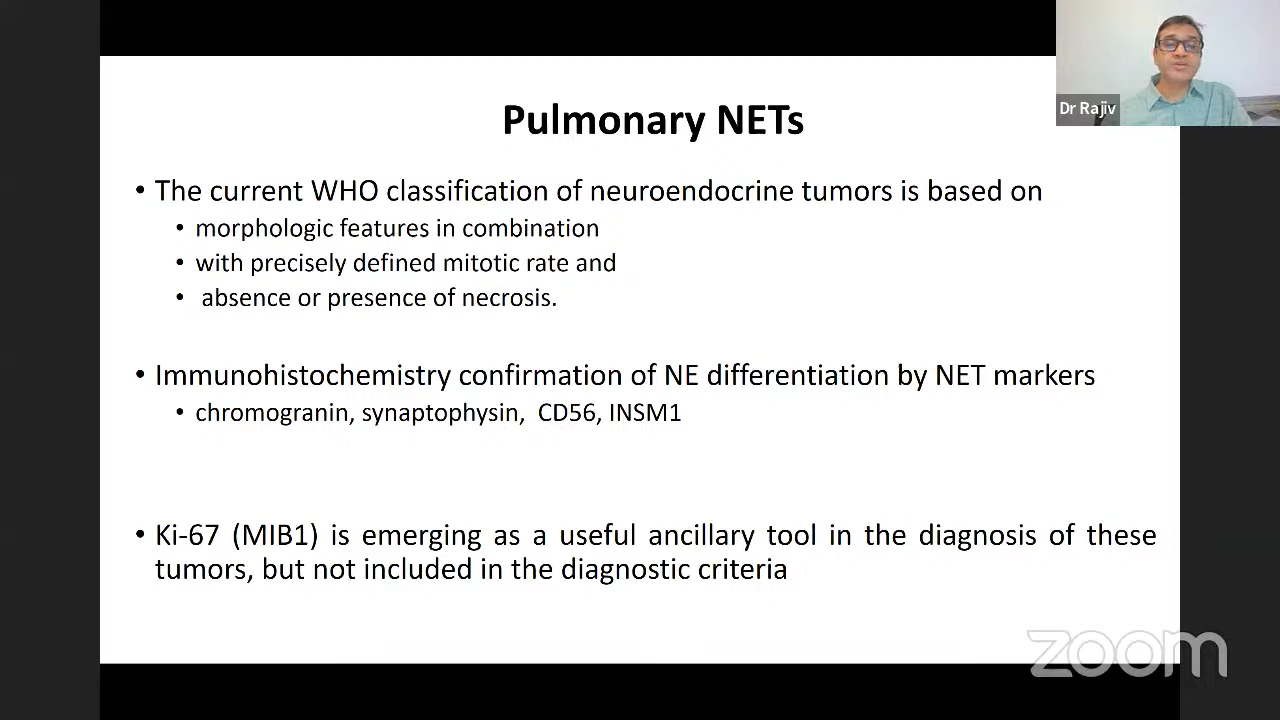 Dr Rajiv
Pulmonary NETs
• The current WHO classification of neuroendocrine tumors is based on
• morphologic features in combination
• with precisely defined mitotic rate and
• absence or presence of necrosis.
• Immunohistochemistry confirmation of NE differentiation by NET markers
• chromogranin, synaptophysin, CD56, INSM1
• Ki-67 (MIB1) is emerging as a useful ancillary tool in the diagnosis of these
tumors, but not included in the diagnostic criteria
zoom